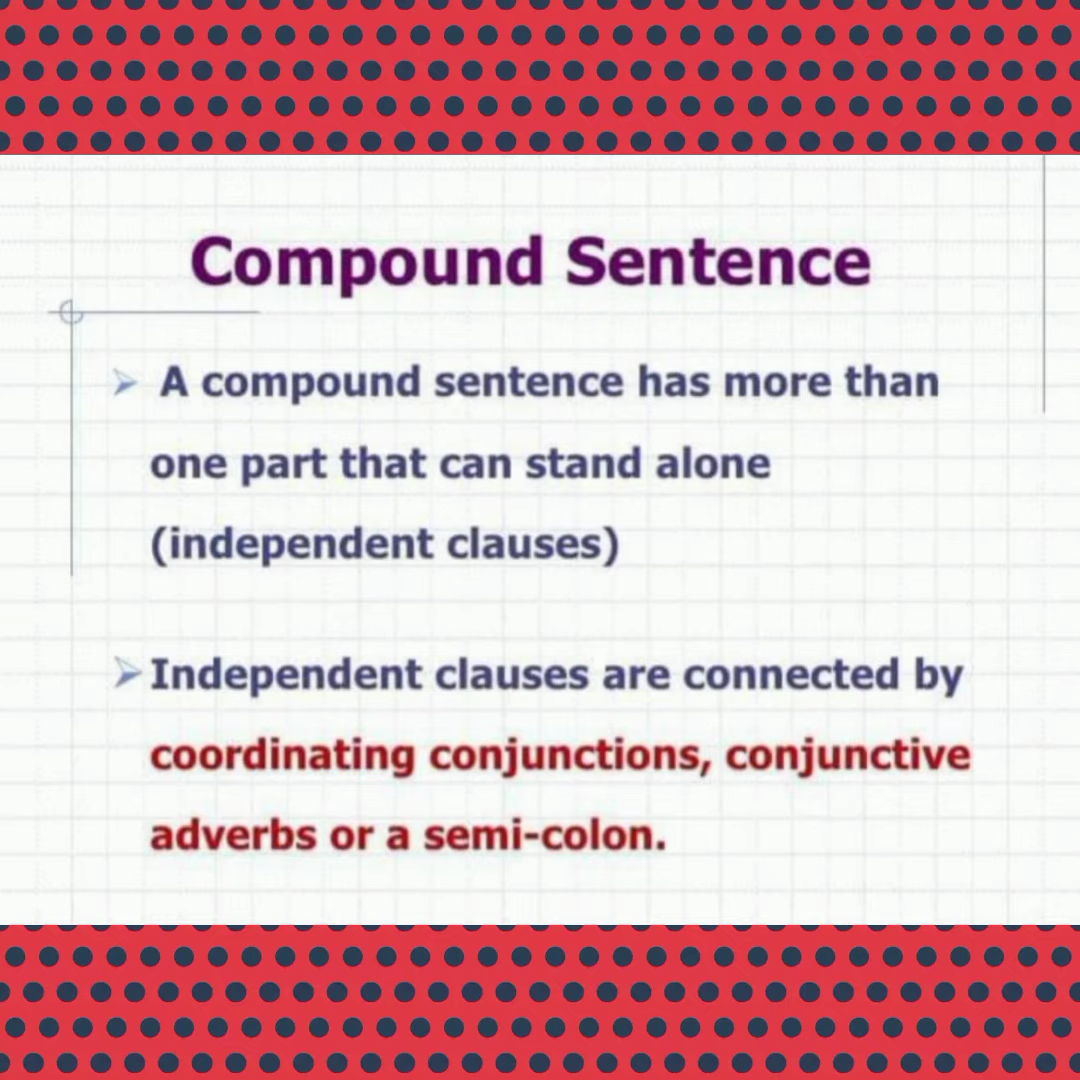 Compound Sentence
A compound sentence has more than
one part that can stand alone
(independent clauses)
Independent clauses are connected by
coordinating conjunctions, conjunctive
adverbs or a semi-colon.